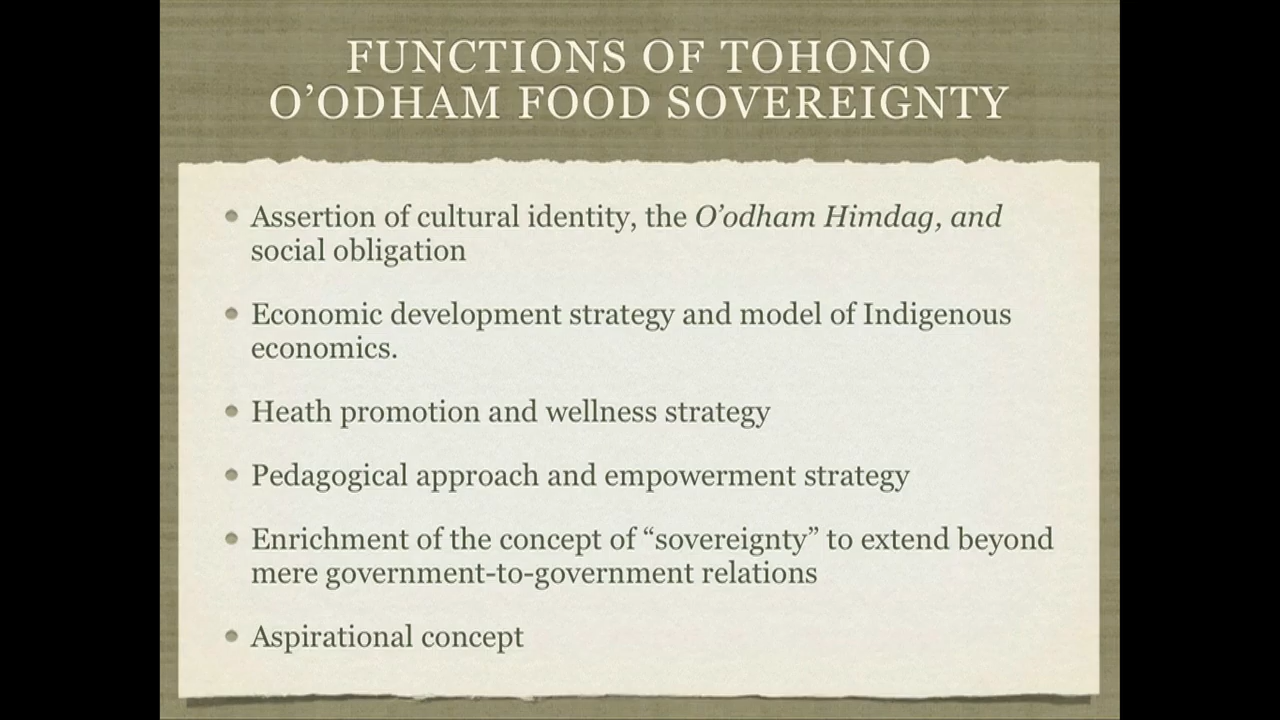 FUNCTIONS OF TOHONO
O’ODHAM FOOD SOVEREIGNTY
• Assertion of cultural identity, the O’odham Himdag, and
social obligation
• Economic development strategy and model of Indigenous
economics.
• Heath promotion and wellness strategy
• Pedagogical approach and empowerment strategy
• Enrichment of the concept of “sovereignty” to extend beyond
mere government-to-government relations
• Aspirational concept